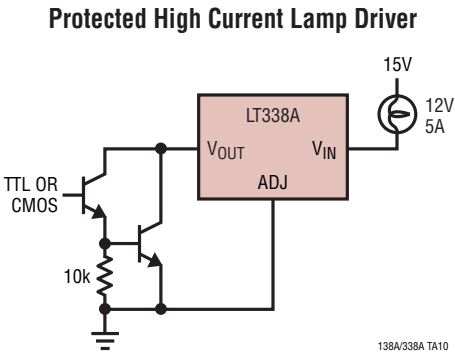 Protected High Current Lamp Driver
15V
12V
5A
LT338A
VOUT
VIN
ADJ
TTL OR
CMOS
10k
138A/338A TA10